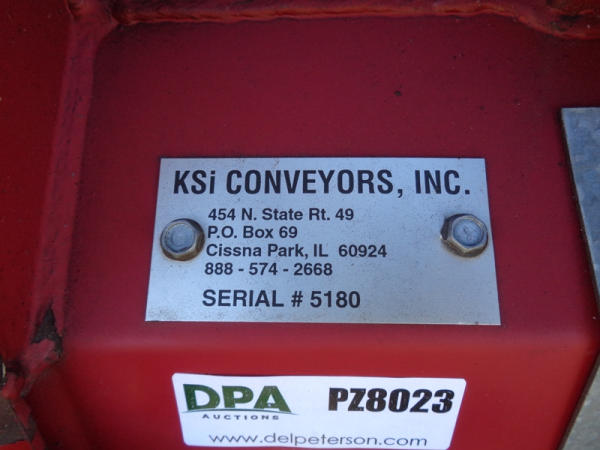 KSi CONVEYORS, INC.
454 N. State Rt. 49
P.O. Box 69
Cissna Park, IL 60924
888 - 574 - 2668
SERIAL # 5180
DPA PZ8023
AUCTIONS
www.delpeterson.com